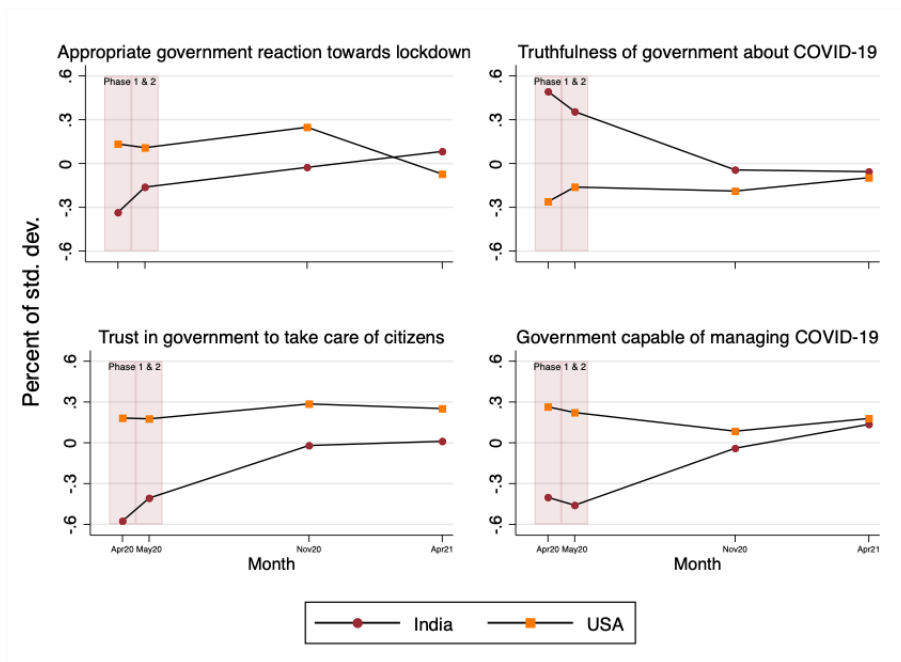 Appropriate government reaction towards lockdown
Truthfulness of government about COVID-19
.6
.3
0
-.3
-.6
Phase 1 & 2
.6
.3
0
-.3
-.6
Phase 1 & 2
Percent of std. dev.
Trust in government to take care of citizens
Government capable of managing COVID-19
.6
.3
0
-.3
-.6
Phase 1 & 2
.6
.3
0
-.3
-.6
Phase 1 & 2
Apr20 May20 Nov20 Apr21
Month
Apr20 May20 Nov20 Apr21
Month
India USA